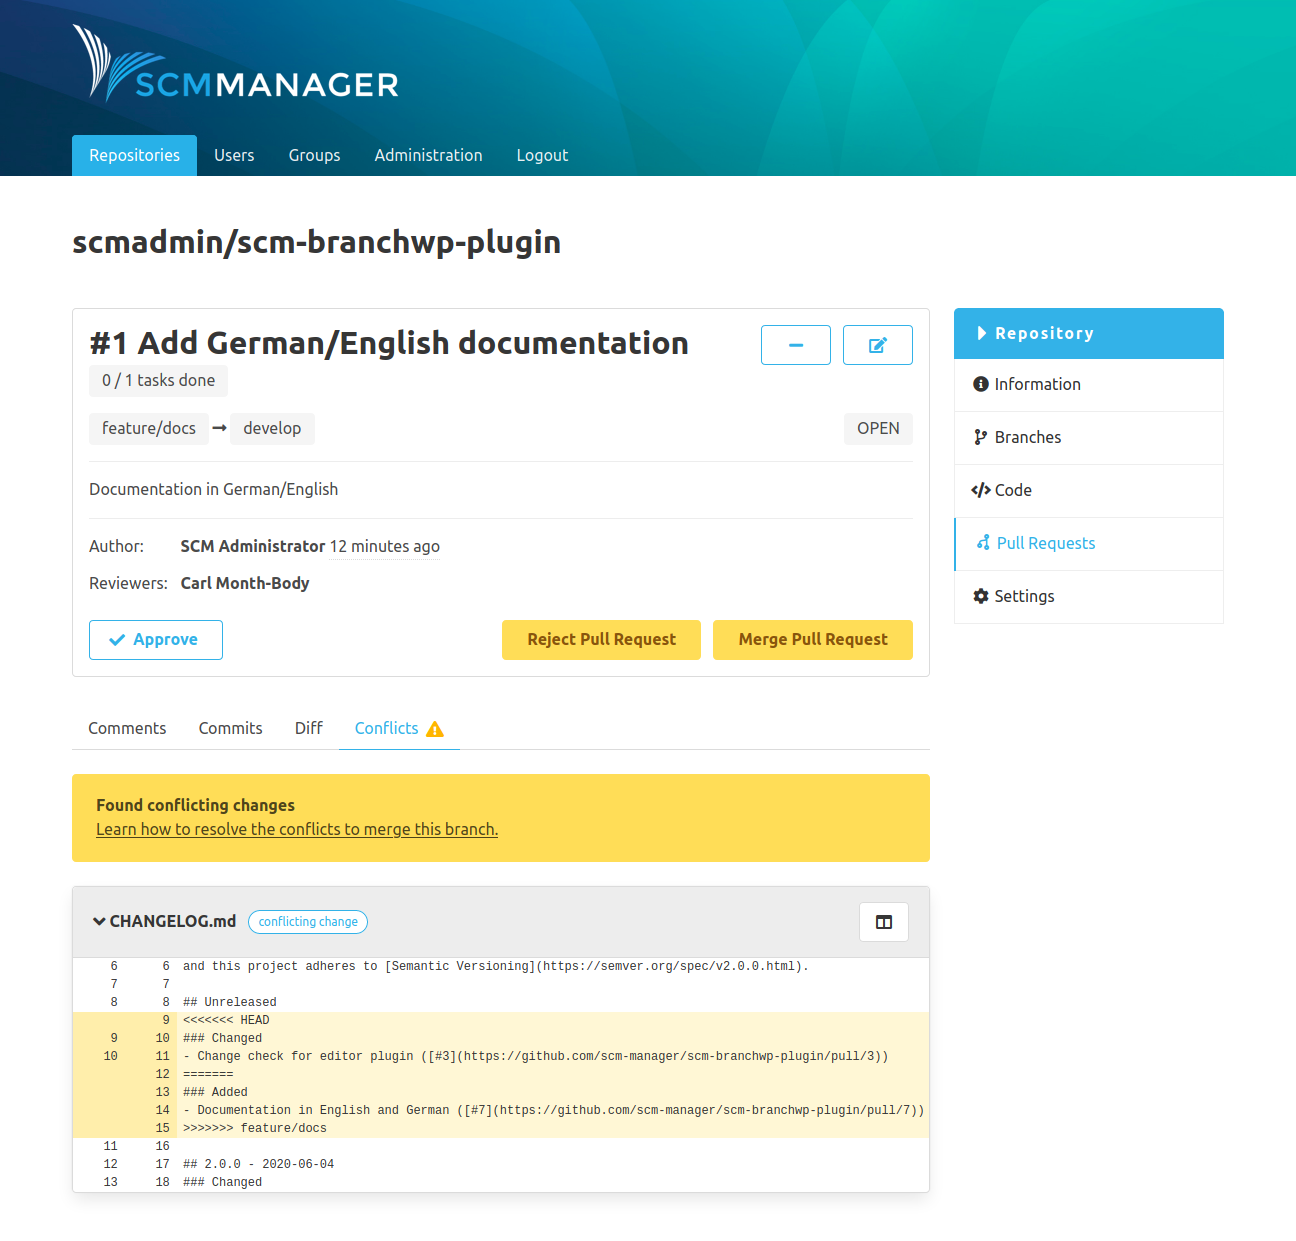 SCMMANAGER
Repositories Users Groups Administration Logout
scmadmin/scm-branchwp-plugin
#1 Add German/English documentation
0 / 1 tasks done
feature/docs develop OPEN
Documentation in German/English
Author: SCM Administrator 12 minutes ago
Reviewers: Carl Month-Body
Approve Reject Pull Request Merge Pull Request
Repository
Information
Branches
Code
Pull Requests
Settings
Comments Commits Diff Conflicts
Found conflicting changes
Learn how to resolve the conflicts to merge this branch.
CHANGELOG.md conflicting change
6 6 and this project adheres to [Semantic Versioning](https://semver.org/spec/v2.0.0.html).
7 7
8 8 ## Unreleased
9 <<<<<<< HEAD
9 10 ### Changed
10 11 - Change check for editor plugin ([#3](https://github.com/scm-manager/scm-branchwp-plugin/pull/3))
12 =======
13 ### Added
14 - Documentation in English and German ([#7](https://github.com/scm-manager/scm-branchwp-plugin/pull/7))
15 >>>>>>> feature/docs
11 16
12 17 ## 2.0.0 - 2020-06-04
13 18 ### Changed